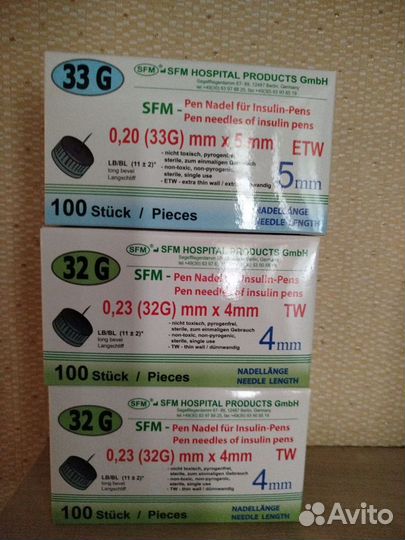 33 G
SFM SFM HOSPITAL PRODUCTS GmbH
SFM - Pen Nadel für Insulin-Pens
Pen needles of insulin pens
0,20 (33G) mm x 5 mm ETW
LB/BL (11 ± 2)°
long bevel
Langschliff
- nicht toxisch, pyrogenfrei,
sterile, zum einmaligen Gebrauch
- non-toxic, non-pyrogenic,
sterile, single use
- ETW - extra thin wall /
5mm
100 Stück / Pieces
NADELLÄNGE
NEEDLE LENGTH
32 G
SFM SFM HOSPITAL PRODUCTS GmbH
SFM - Pen Nadel für Insulin-Pens
Pen needles of insulin pens
0,23 (32G) mm x 4mm TW
LB/BL (11 ± 2)°
long bevel
Langschliff
- nicht toxisch, pyrogenfrei,
sterile, zum einmaligen Gebrauch
- non-toxic, non-pyrogenic,
sterile, single use
- TW - thin wall / dünnwandig
4mm
100 Stück / Pieces
NADELLÄNGE
NEEDLE LENGTH
32 G
SFM SFM HOSPITAL PRODUCTS GmbH
SFM - Pen Nadel für Insulin-Pens
Pen needles of insulin pens
0,23 (32G) mm x 4mm TW
LB/BL (11 ± 2)°
long bevel
Langschliff
- nicht toxisch, pyrogenfrei,
sterile, zum einmaligen Gebrauch
- non-toxic, non-pyrogenic,
sterile, single use
- TW - thin wall / dünnwandig
4mm
100 Stück / Pieces
NADELLÄNGE
NEEDLE LENGTH
Avito